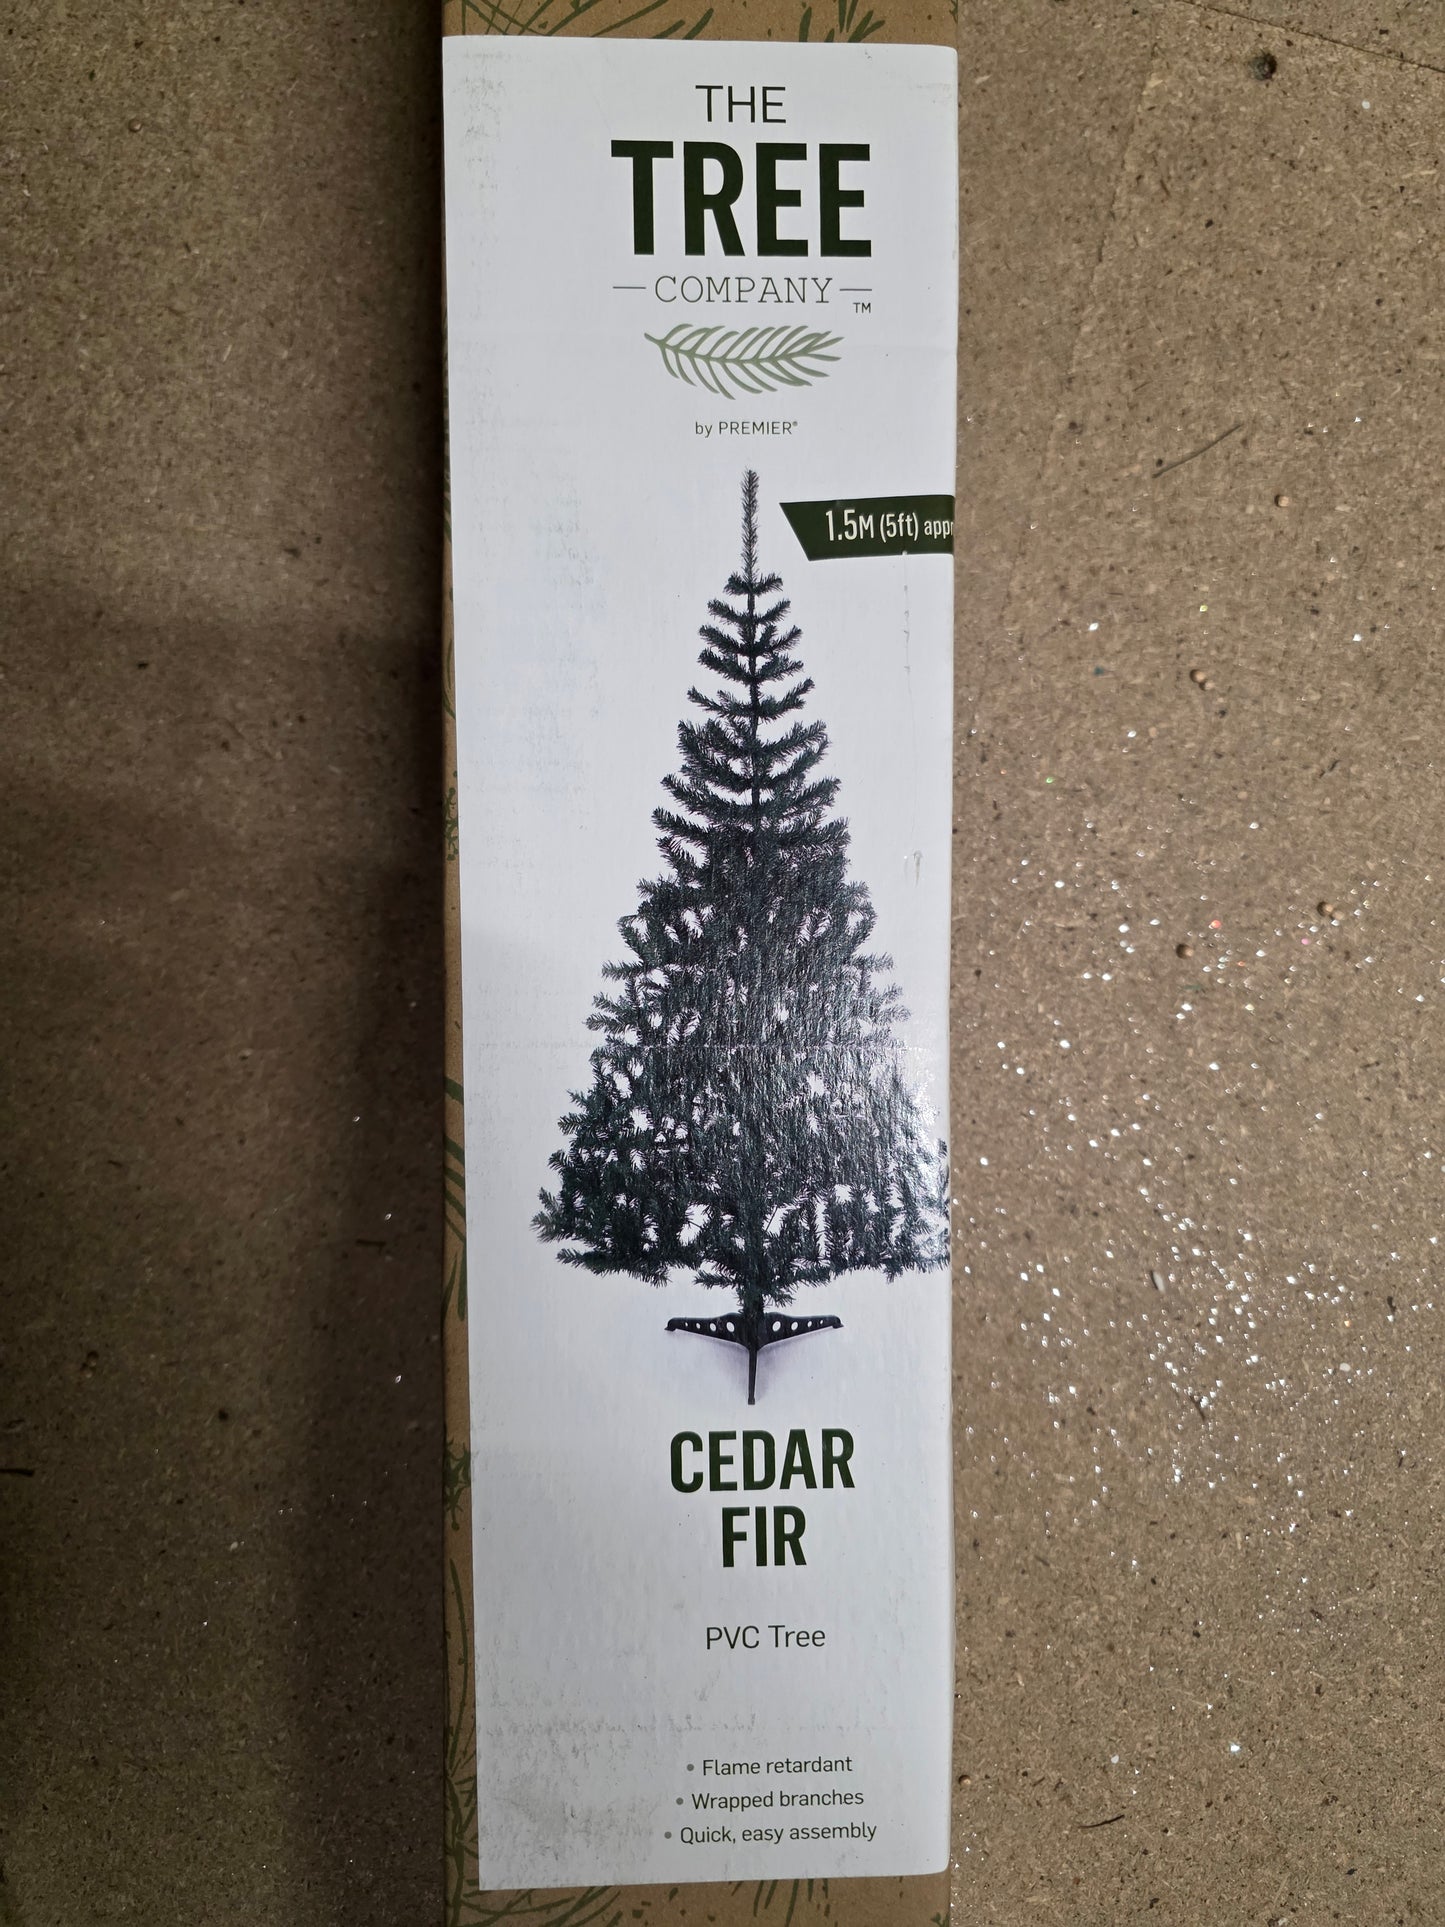 THE
TREE
COMPANY
TM
by PREMIER®
1.5M (5ft)
CEDAR
FIR
PVC Tree
• Flame retardant
• Wrapped branches
• Quick, easy assembly